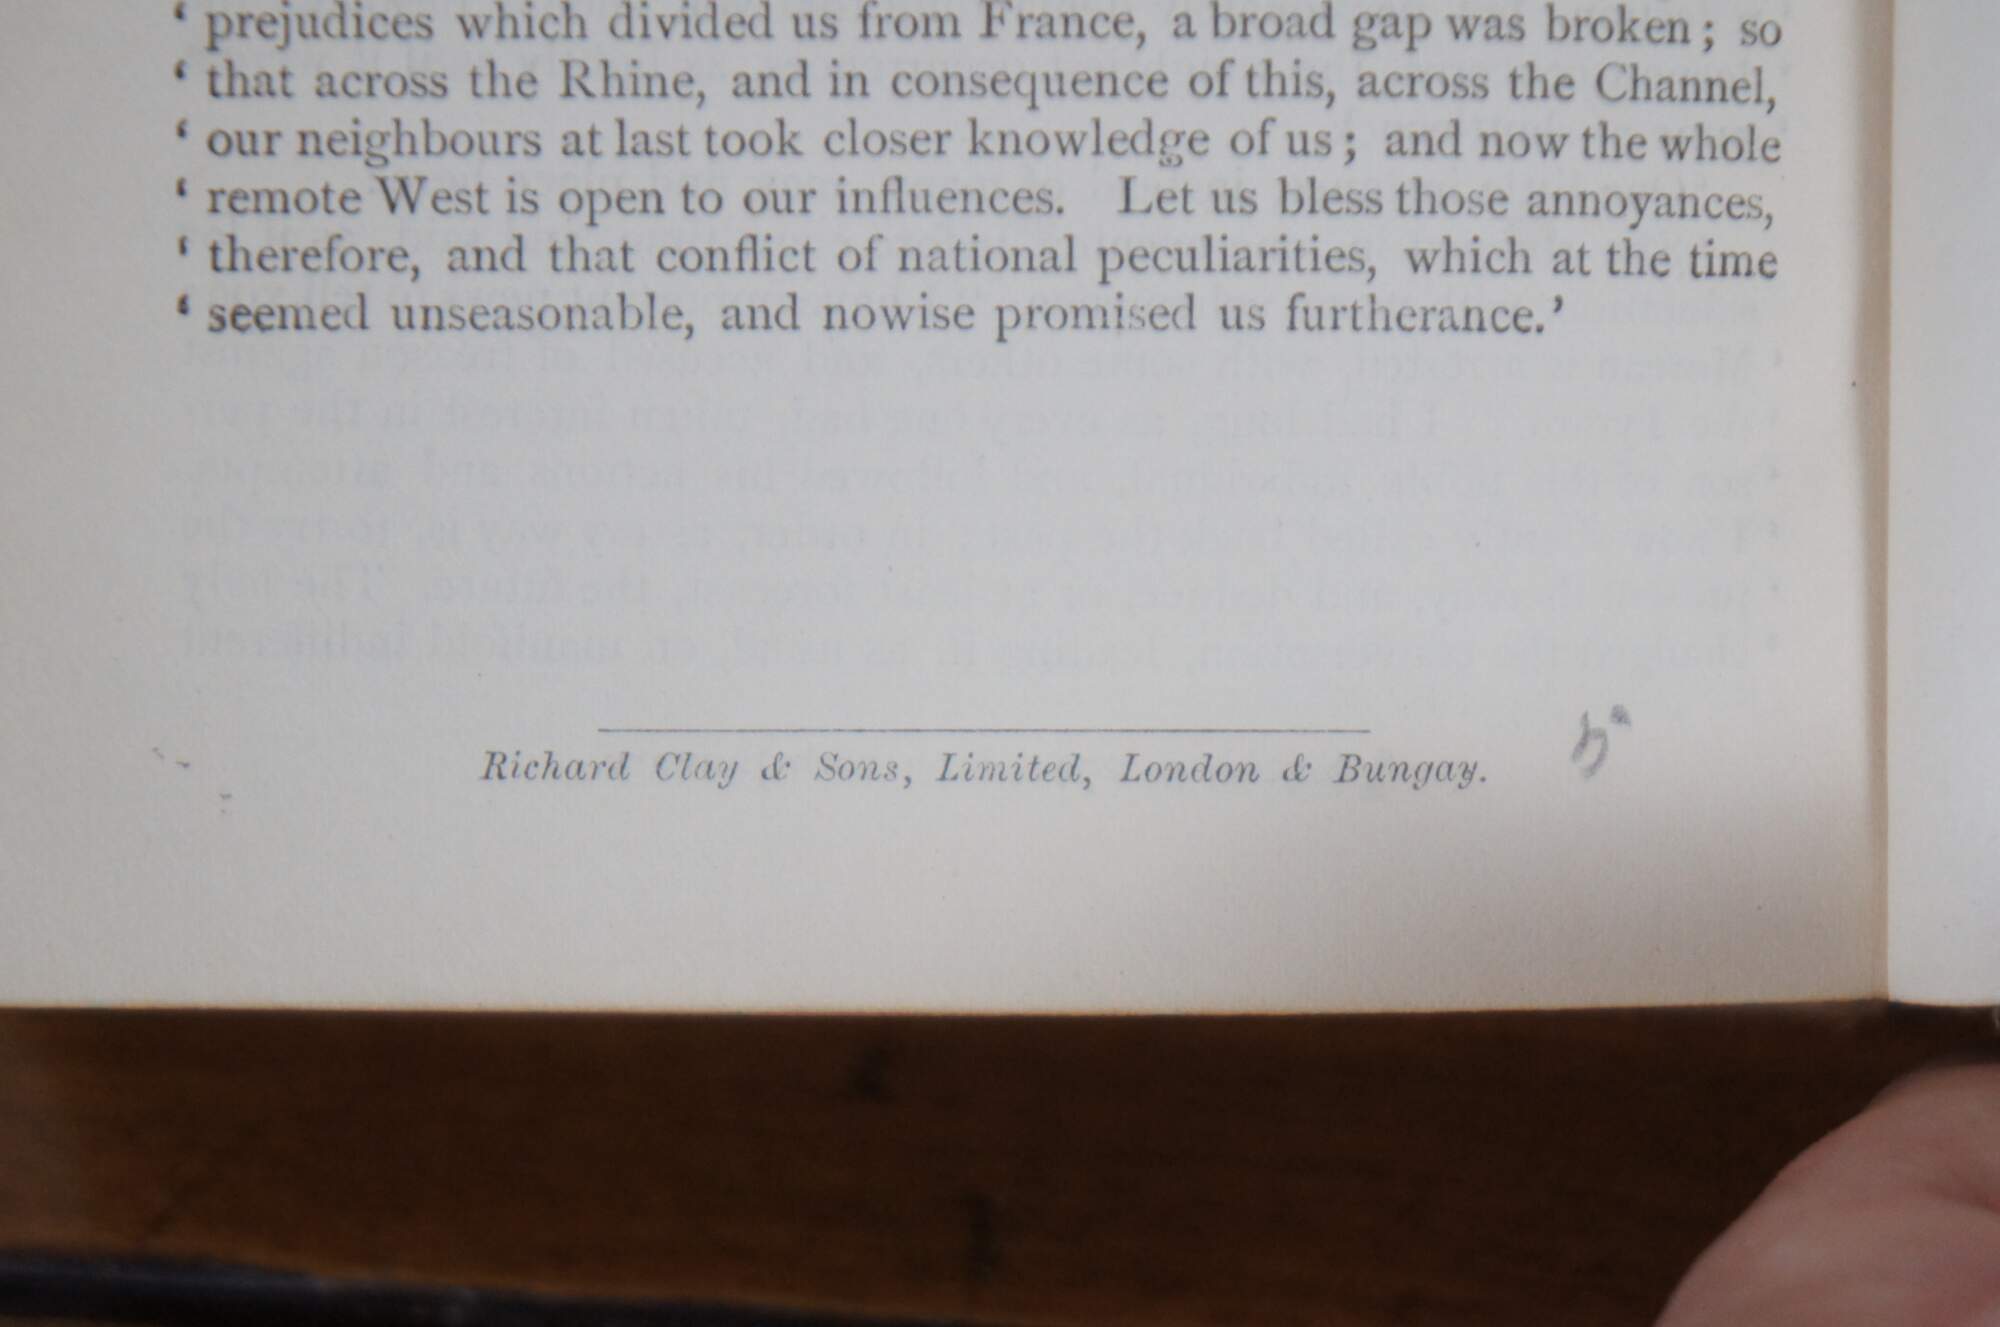 ‘ prejudices which divided us from France, a broad gap was broken; so
‘ that across the Rhine, and in consequence of this, across the Channel,
‘ our neighbours at last took closer knowledge of us; and now the whole
‘ remote West is open to our influences. Let us bless those annoyances,
‘ therefore, and that conflict of national peculiarities, which at the time
‘ seemed unseasonable, and nowise promised us furtherance.’
Richard Clay & Sons, Limited, London & Bungay.